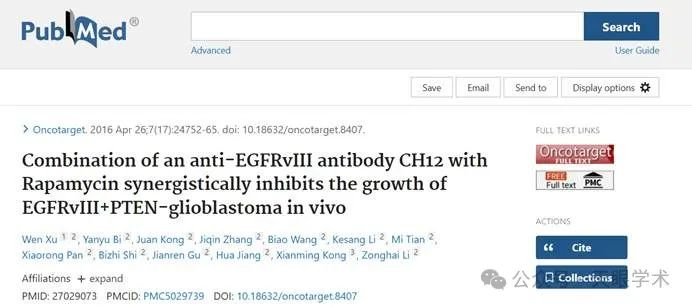 PubMed®
Search
Advanced
User Guide
Save
Email
Send to
Display options
Oncotarget. 2016 Apr 26;7(17):24752-65. doi: 10.18632/oncotarget.8407.
Combination of an anti-EGFRvIII antibody CH12 with
Rapamycin synergistically inhibits the growth of
EGFRvIII+PTEN-glioblastoma in vivo
Wen Xu 1 2, Yanyu Bi 2, Juan Kong 2, Jiqin Zhang 2, Biao Wang 2, Kesang Li 2, Mi Tian 2,
Xiaorong Pan 2, Bizhi Shi 2, Jianren Gu 2, Hua Jiang 2, Xianming Kong 3, Zonghai Li 2
Affiliations + expand
PMID: 27029073 PMCID: PMC5029739 DOI: 10.18632/oncotarget.8407
FULL TEXT LINKS
Oncotarget
FULL TEXT
FREE
Full text
PMC
ACTIONS
Cite
Collections
公众号·天眼学术